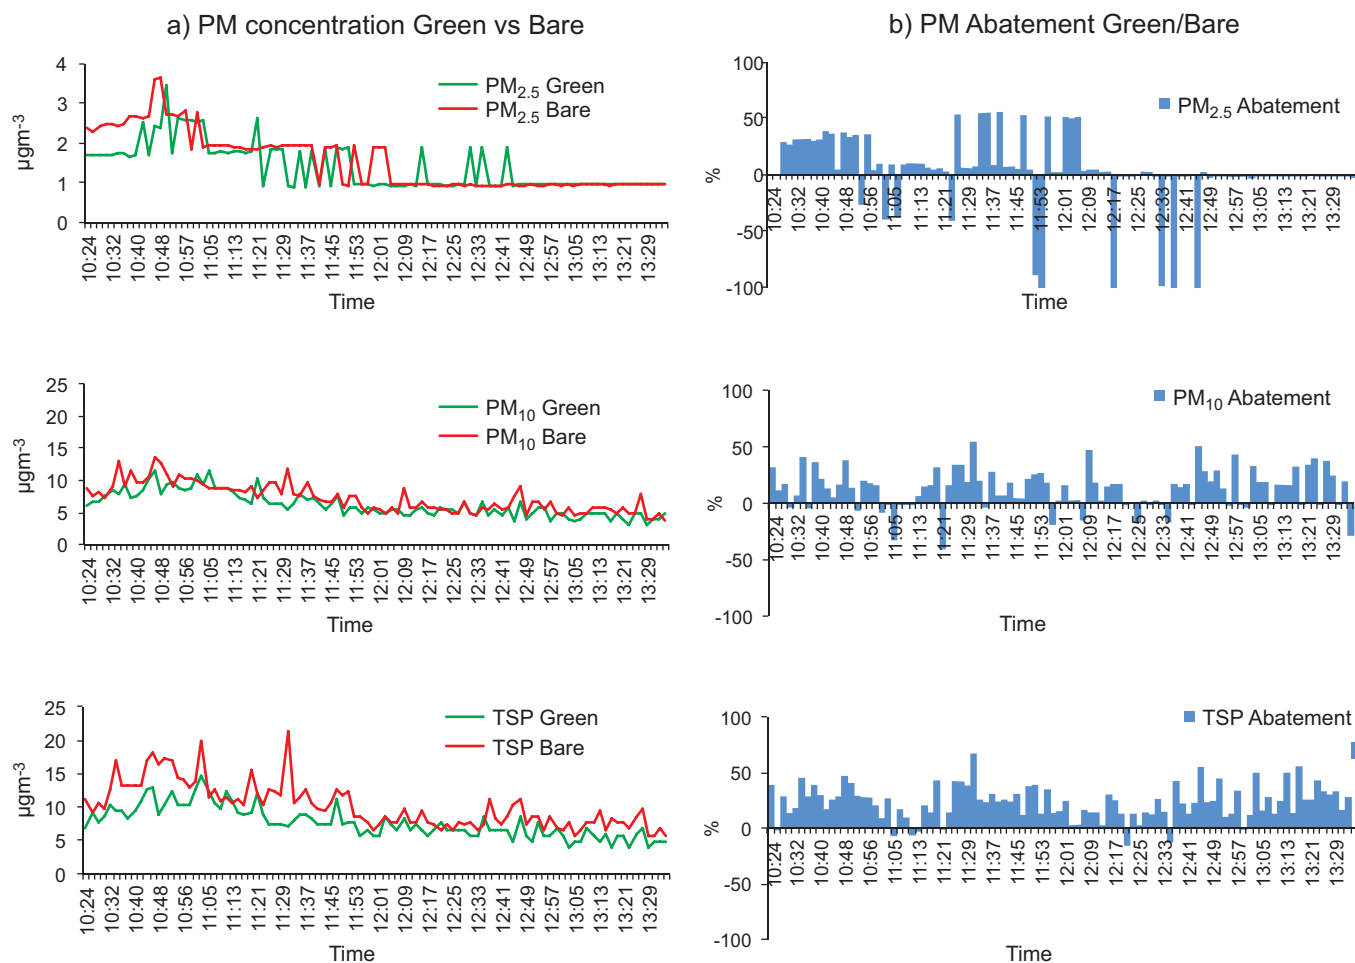 a) PM concentration Green vs Bare
b) PM Abatement Green/Bare
4
3
2
1
0
µgm-3
PM2.5 Green
PM2.5 Bare
10:24 10:32 10:40 10:48 10:57 11:05 11:13 11:21 11:29 11:37 11:45 11:53 12:01 12:09 12:17 12:25 12:33 12:41 12:49 12:57 13:05 13:13 13:21 13:29
Time
100
50
0
-50
-100
%
PM2.5 Abatement
10:24 10:32 10:40 10:48 10:56 11:05 11:13 11:21 11:29 11:37 11:45 11:53 12:01 12:09 12:17 12:25 12:33 12:41 12:49 12:57 13:05 13:13 13:21 13:29
Time
25
20
15
10
5
0
µgm-3
PM10 Green
PM10 Bare
10:24 10:32 10:40 10:48 10:56 11:05 11:13 11:21 11:29 11:37 11:45 11:53 12:01 12:09 12:17 12:25 12:33 12:41 12:49 12:57 13:05 13:13 13:21 13:29
Time
100
50
0
-50
-100
%
PM10 Abatement
10:24 10:32 10:40 10:48 10:56 11:05 11:13 11:21 11:29 11:37 11:45 11:53 12:01 12:09 12:17 12:25 12:33 12:41 12:49 12:57 13:05 13:13 13:21 13:29
Time
25
20
15
10
5
0
µgm-3
TSP Green
TSP Bare
10:24 10:32 10:40 10:48 10:56 11:05 11:13 11:21 11:29 11:37 11:45 11:53 12:01 12:09 12:17 12:25 12:33 12:41 12:49 12:57 13:05 13:13 13:21 13:29
Time
100
50
0
-50
-100
%
TSP Abatement
10:24 10:32 10:40 10:48 10:56 11:05 11:13 11:21 11:29 11:37 11:45 11:53 12:01 12:09 12:17 12:25 12:33 12:41 12:49 12:57 13:05 13:13 13:21 13:29
Time